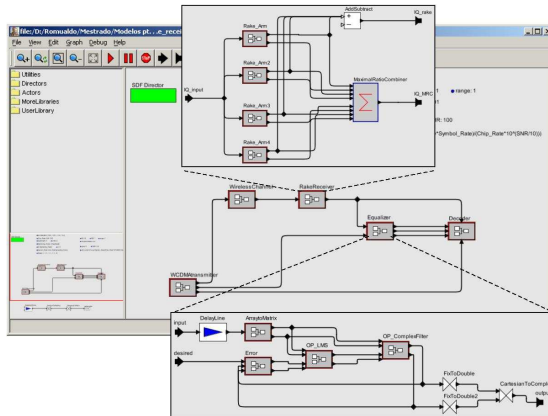 file:/D:/Romualdo/Mestrado/Modelos pt...e_rece
File View Edit Graph Debug Help
Utilities
Directors
Actors
MoreLibraries
UserLibrary
SDF Director
AddSubtract
IQ_rake
Rake_Arm
Rake_Arm2
MaximalRatioCombiner
IQ_input
IQ_MRC
Rake_Arm3
Rake_Arm4
range: 1
R: 100
*Symbol_Rate)/(Chip_Rate*10^(SNR/10)))
WirelessChannel
RakeReceiver
Equalizer
Decoder
WCDMAtransmitter
input
DelayLine
ArraytoMatrix
OP_ComplexFilter
OP_LMS
desired
Error
FixToDouble
CartesianToComple
output
FixToDouble2